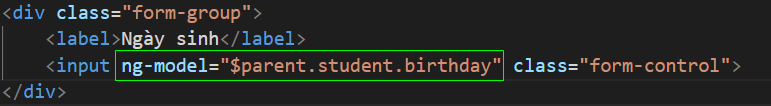 <div class="form-group">
<label>Ngày sinh</label>
<input ng-model="$parent.student.birthday" class="form-control">
</div>